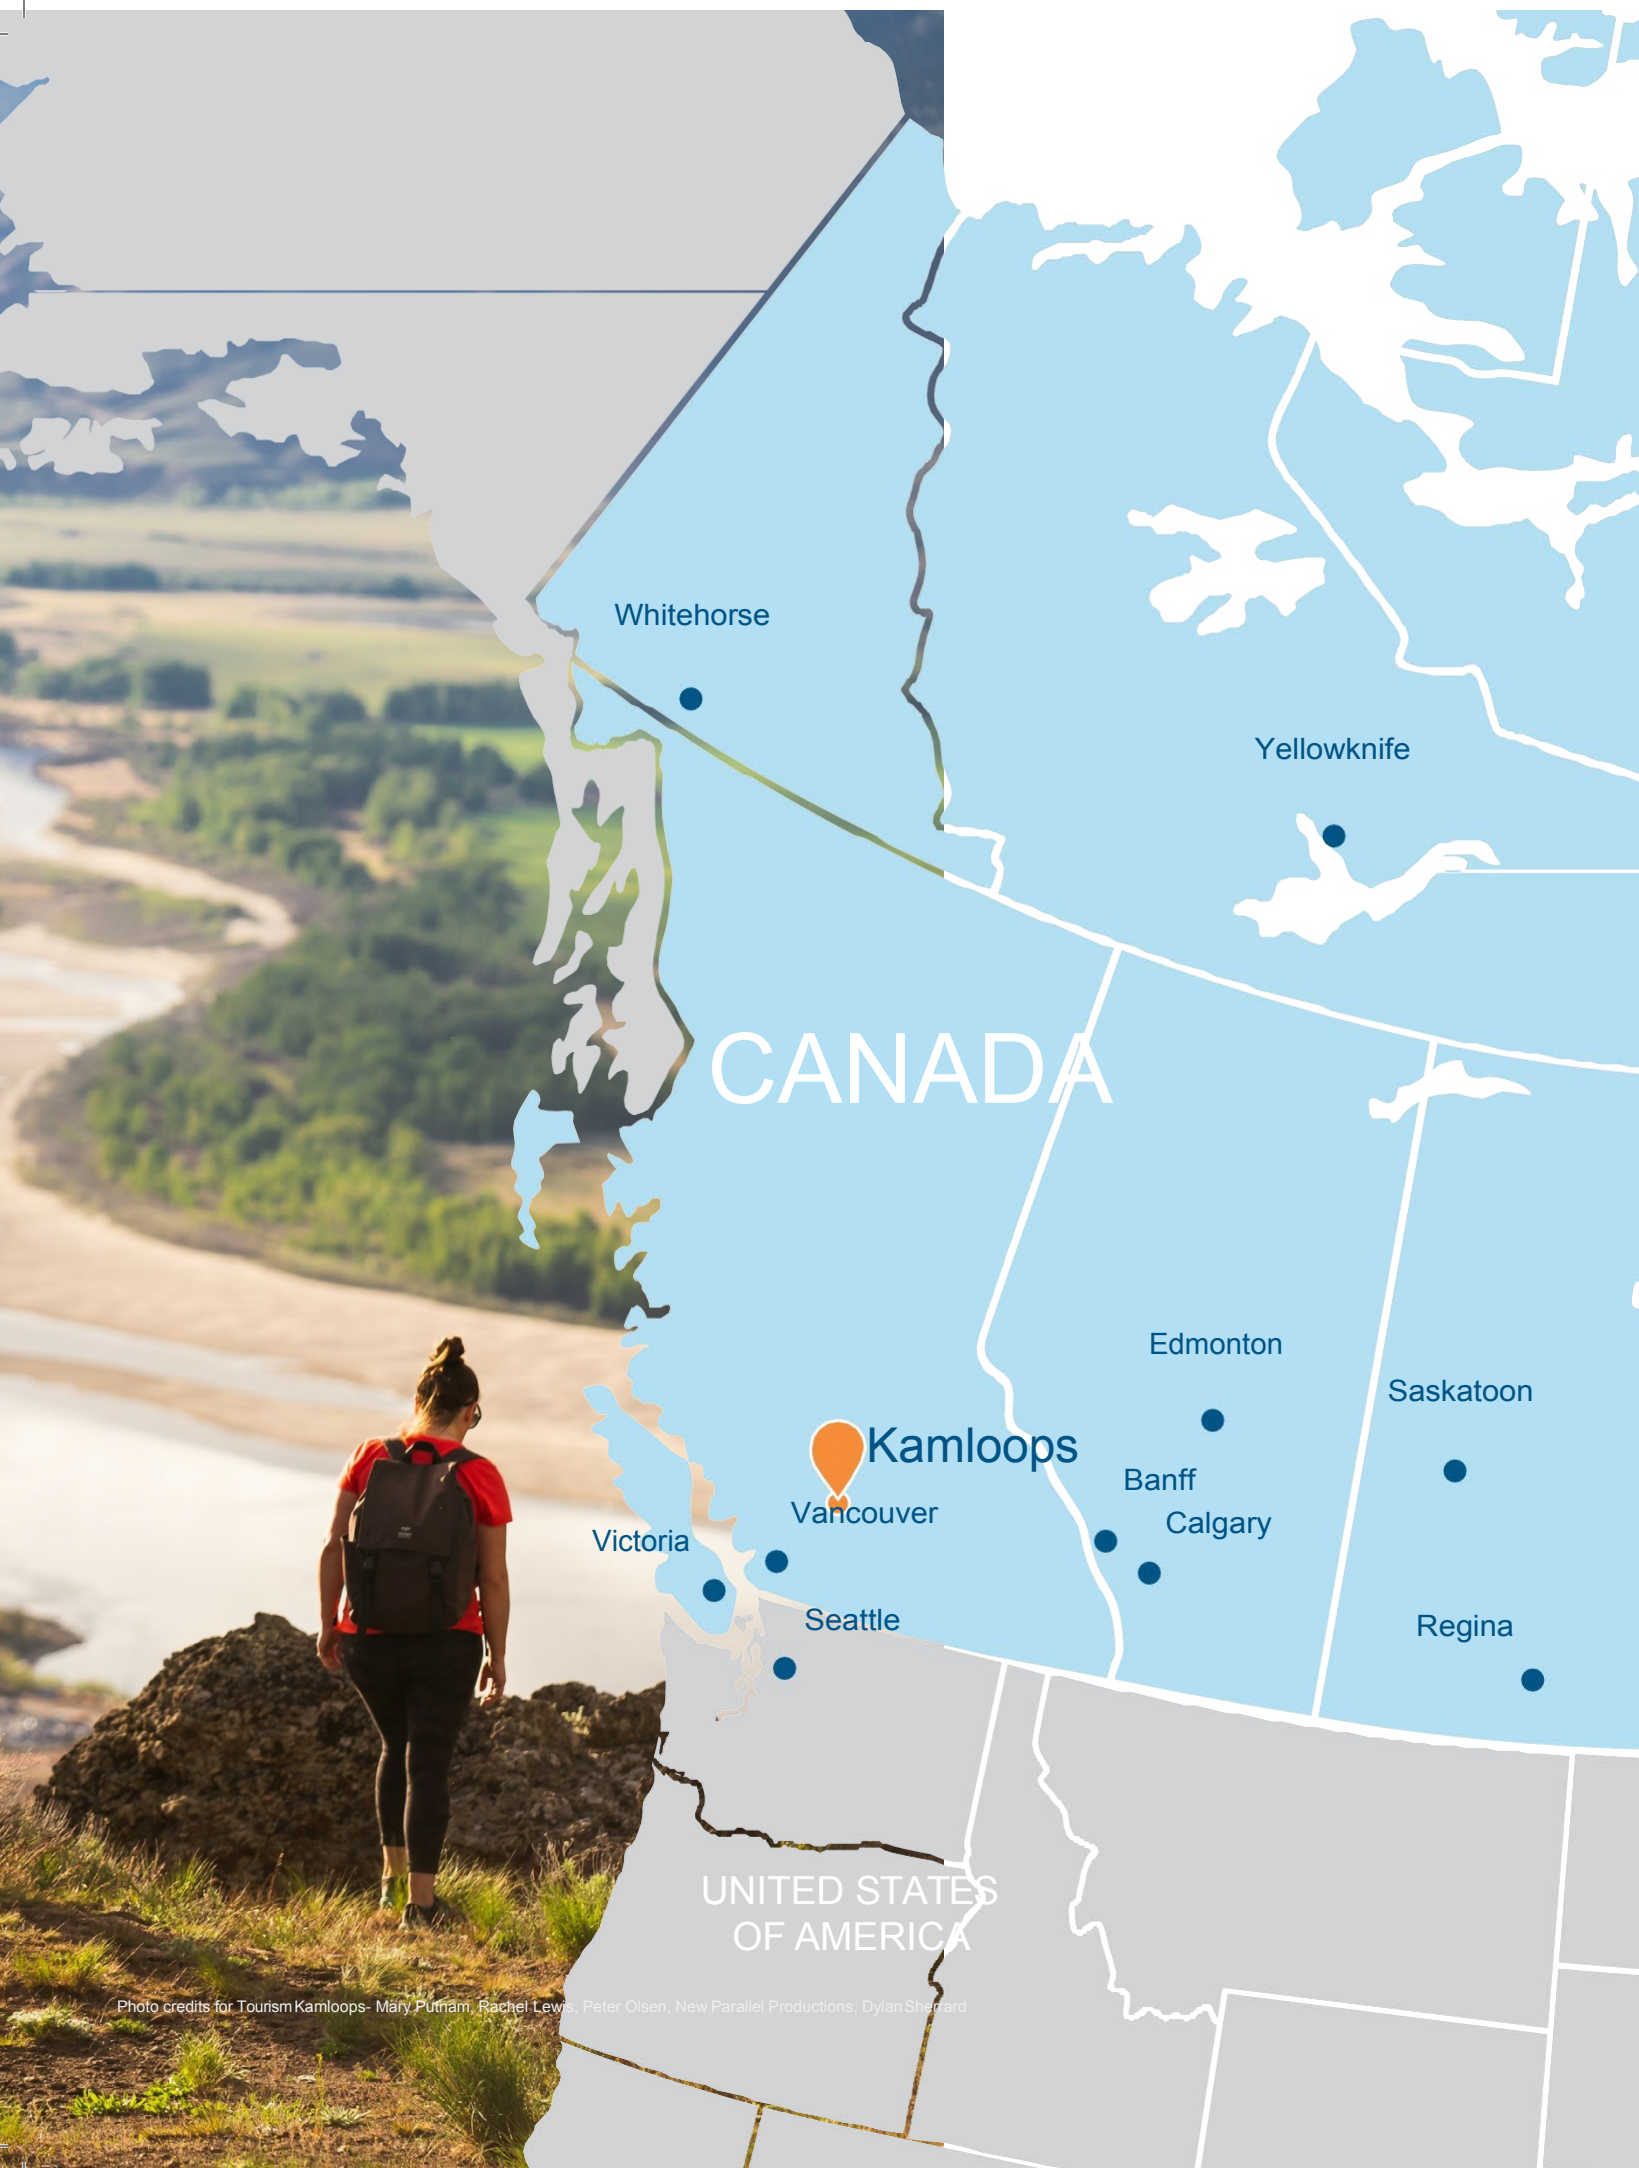 Whitehorse
Yellowknife
CANADA
Edmonton
Saskatoon
Kamloops
Banff
Vancouver
Calgary
Victoria
Seattle
Regina
UNITED STATES
OF AMERICA
Photo credits for Tourism Kamloops- Mary Putnam, Rachel Lewis, Peter Olsen, New Parallel Productions, Dylan Sherrard